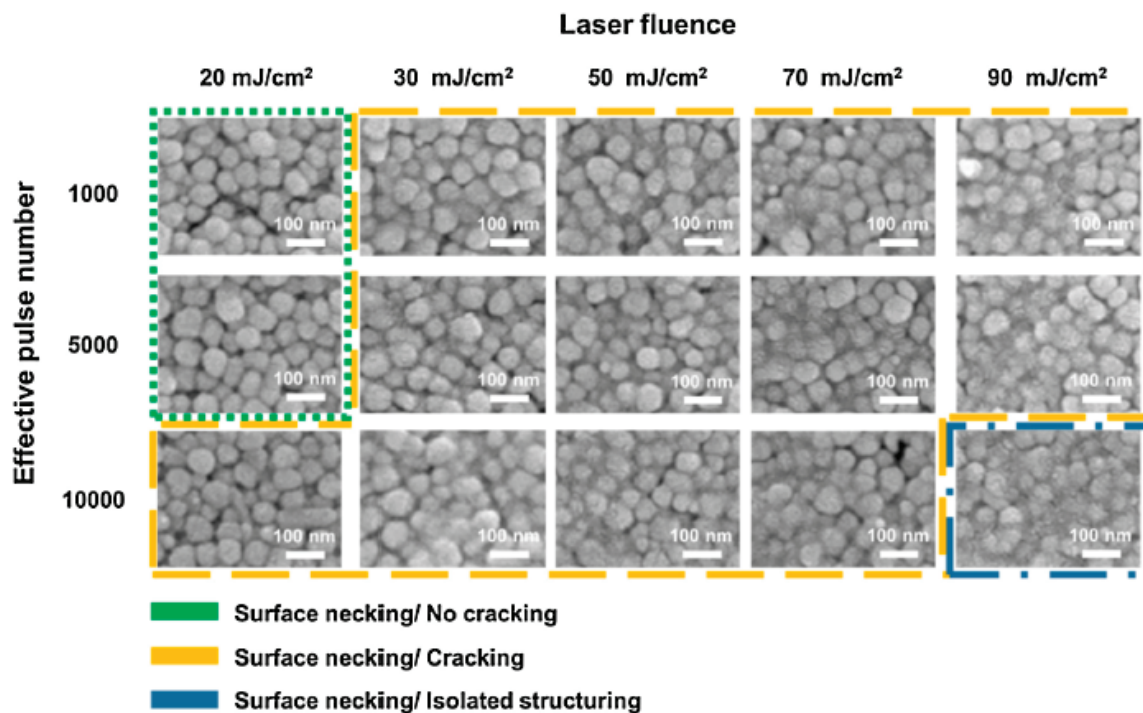 Laser fluence
20 mJ/cm² 30 mJ/cm² 50 mJ/cm² 70 mJ/cm² 90 mJ/cm²
Effective pulse number
1000
100 nm 100 nm 100 nm 100 nm 100 nm
5000
100 nm 100 nm 100 nm 100 nm 100 nm
10000
100 nm 100 nm 100 nm 100 nm 100 nm
Surface necking/ No cracking
Surface necking/ Cracking
Surface necking/ Isolated structuring